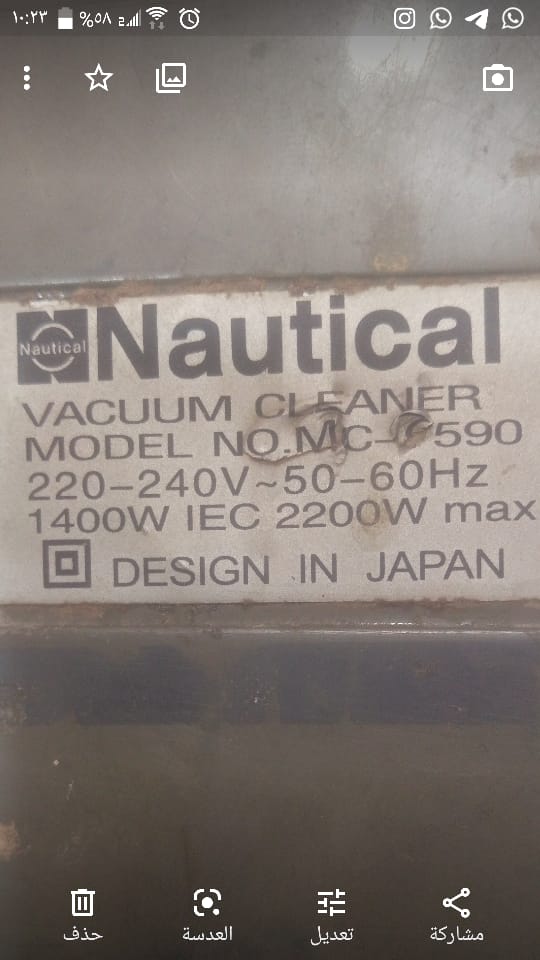 ١٠:٢٣ %٥٨
Nautical Nautical
VACUUM CLEANER
MODEL NO.MC- 590
220-240V~50-60Hz
1400W IEC 2200W max
DESIGN IN JAPAN
حذف العدسة تعديل مشاركة